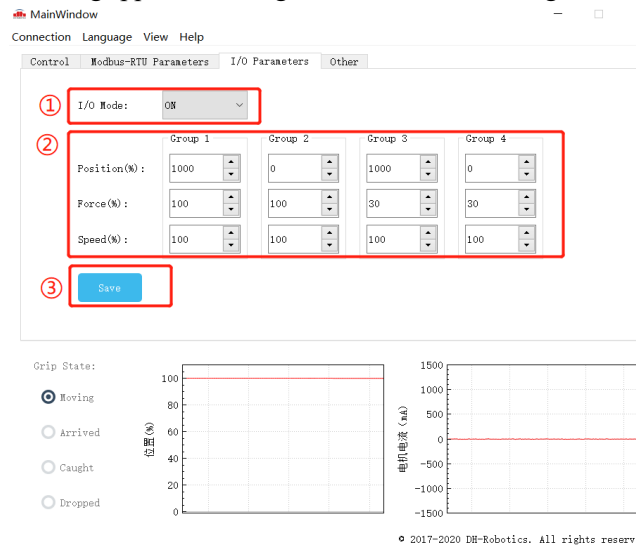 MainWindow
Connection Language View Help
Control Modbus-RTU Parameters I/O Parameters Other
① I/O Mode: ON
② Group 1 Group 2 Group 3 Group 4
Position(%): 1000 0 1000 0
Force(%): 100 100 30 30
Speed(%): 100 100 100 100
③ Save
Grip State:
Moving
Arrived
Caught
Dropped
位置(%)
100
80
60
40
20
0
电机电流 (mA)
1500
1000
500
0
-500
-1000
-1500
© 2017-2020 DH-Robotics. All rights reserv